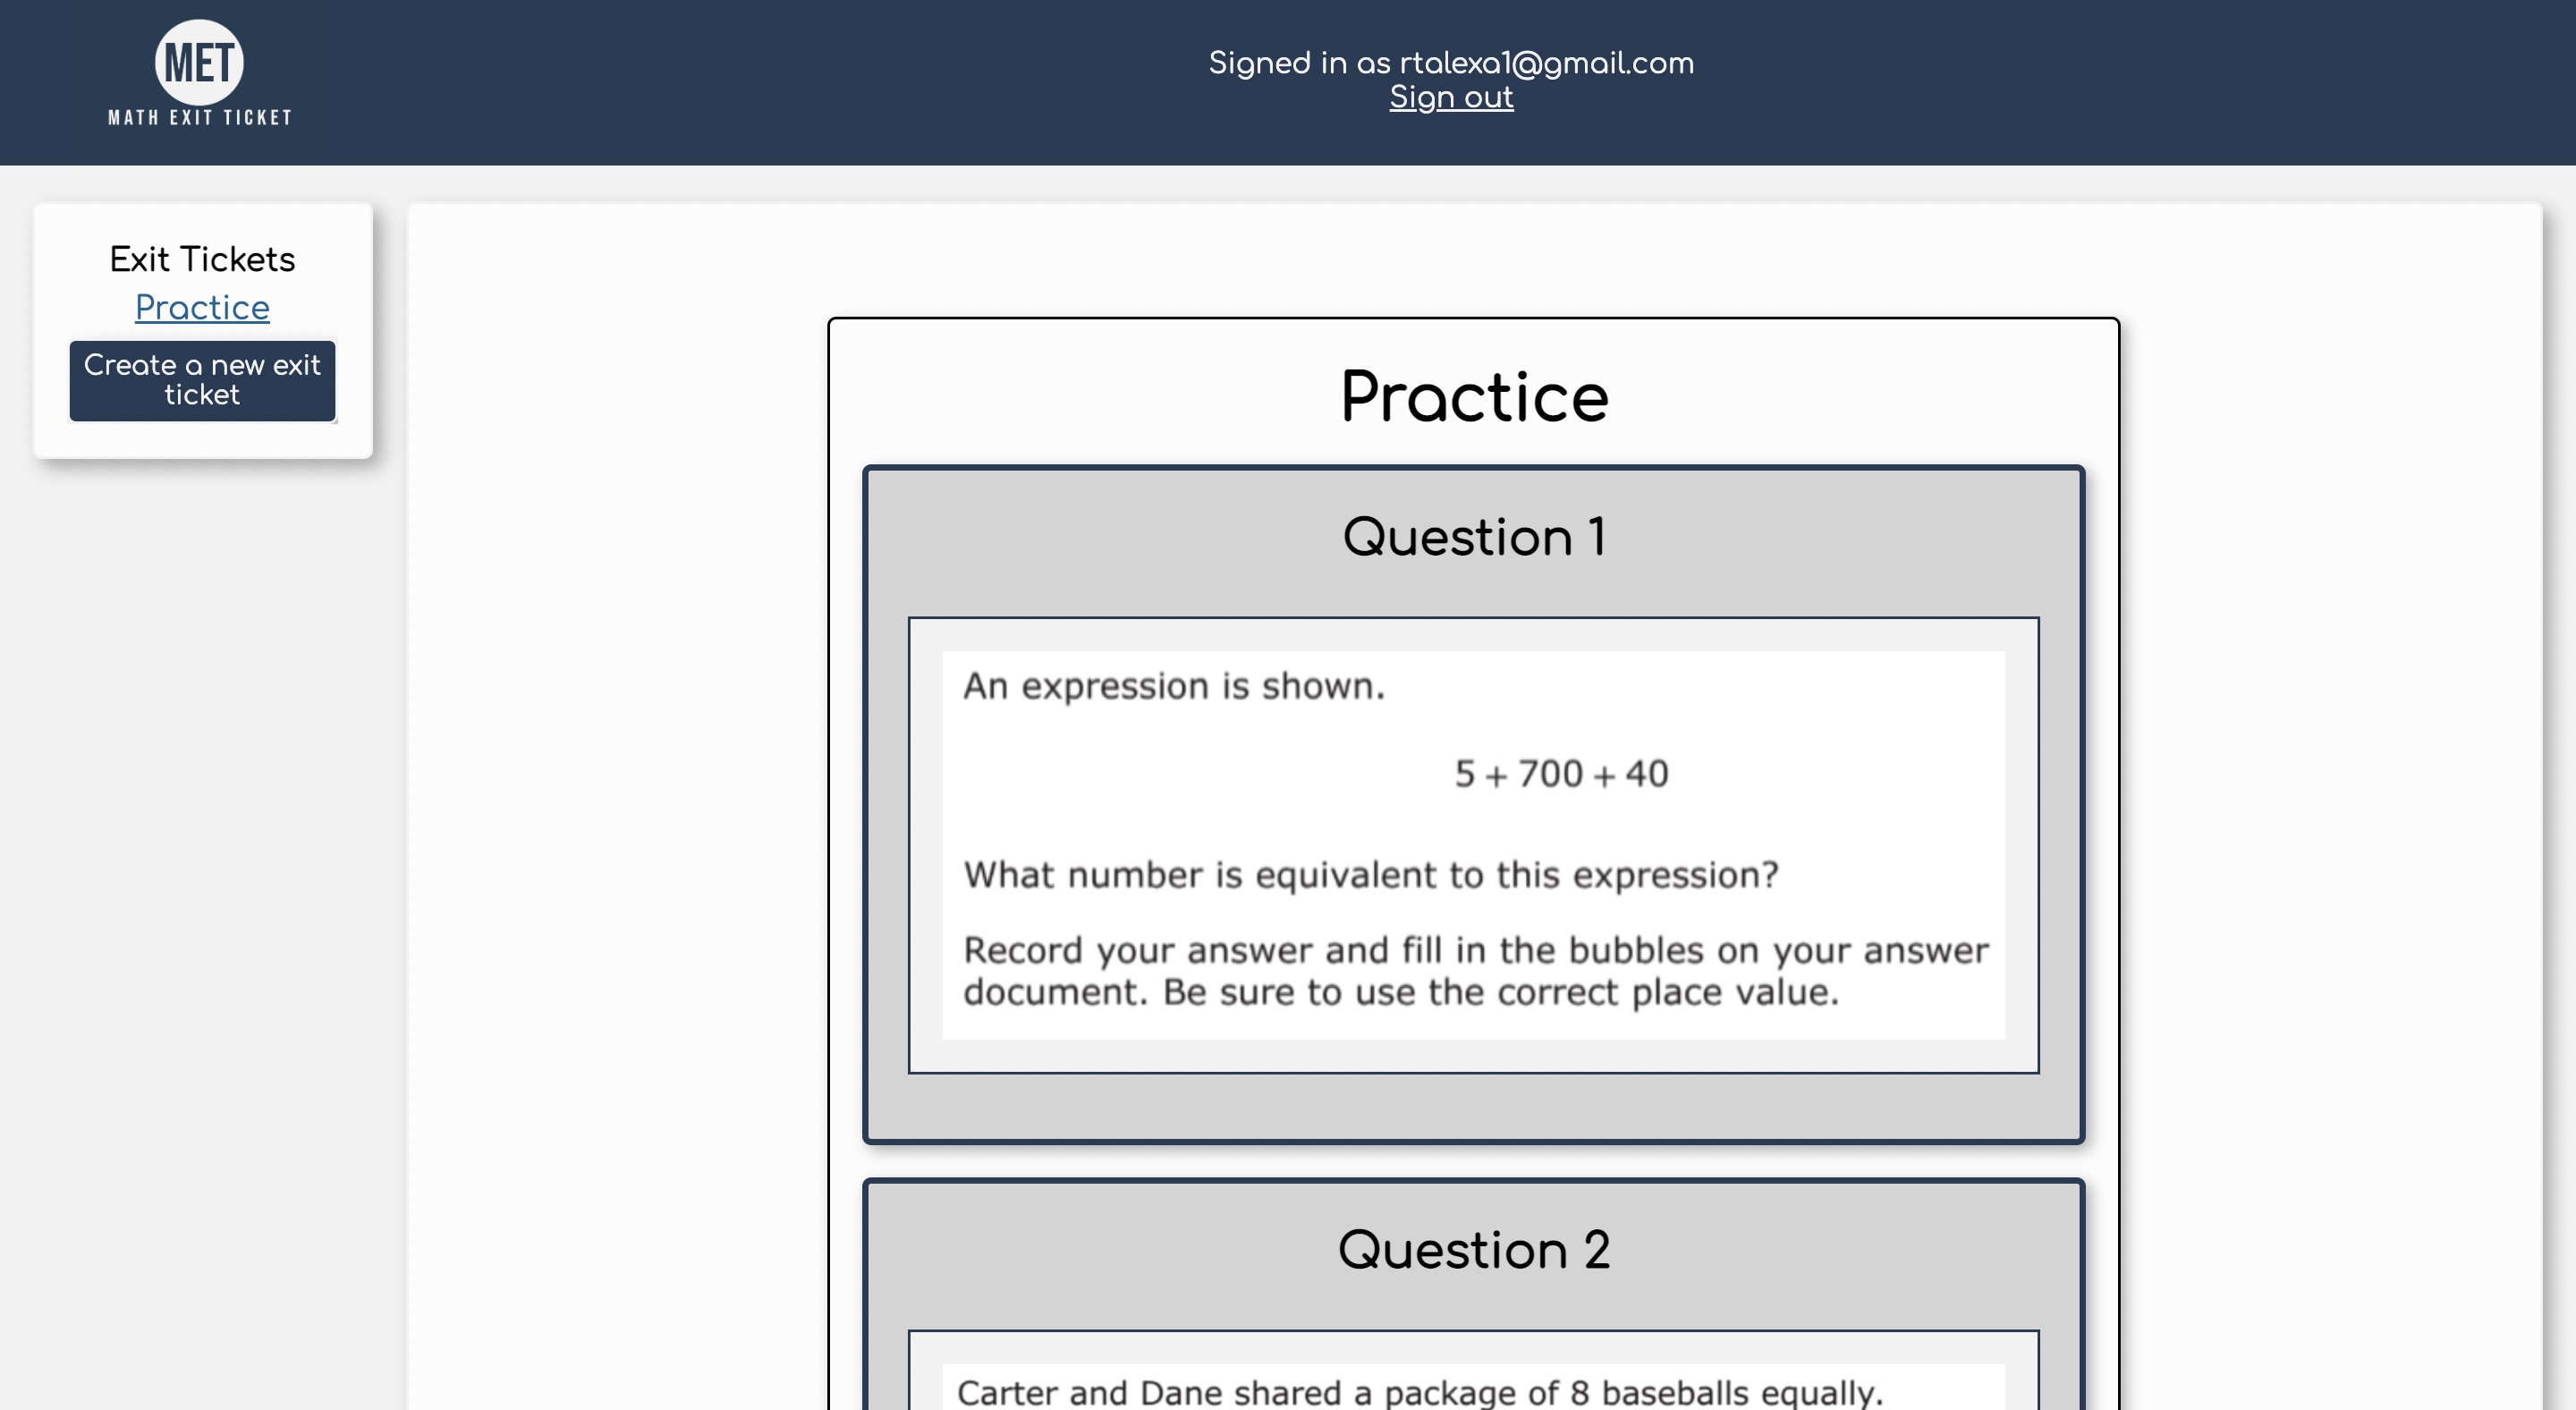 MET
MATH EXIT TICKET
Signed in as rtalexa1@gmail.com
Sign out
Exit Tickets
Practice
Create a new exit
ticket
Practice
Question 1
An expression is shown.
5 + 700 + 40
What number is equivalent to this expression?
Record your answer and fill in the bubbles on your answer
document. Be sure to use the correct place value.
Question 2
Carter and Dane shared a package of 8 baseballs equally.